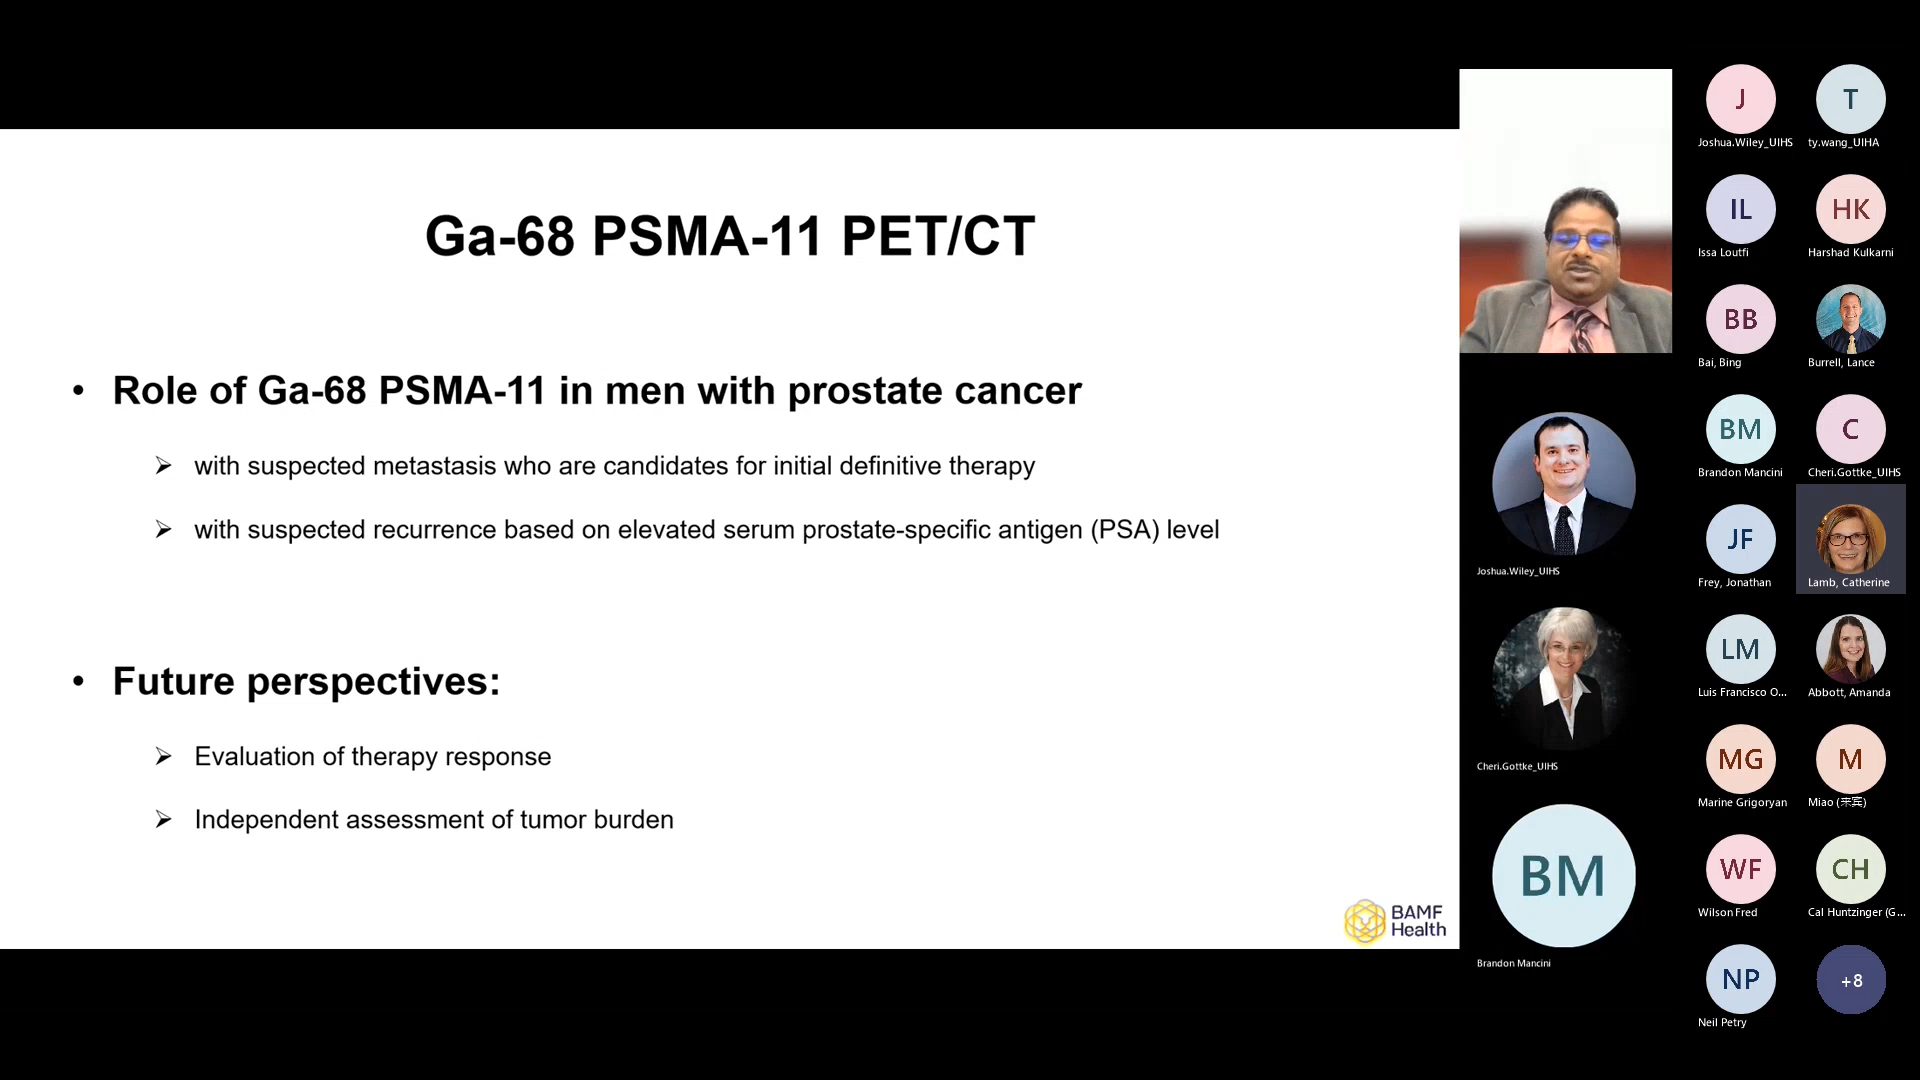 Ga-68 PSMA-11 PET/CT
• Role of Ga-68 PSMA-11 in men with prostate cancer
➢ with suspected metastasis who are candidates for initial definitive therapy
➢ with suspected recurrence based on elevated serum prostate-specific antigen (PSA) level
• Future perspectives:
➢ Evaluation of therapy response
➢ Independent assessment of tumor burden
BAMF
Health
Joshua.Wiley_UIHS
Cheri.Gottke_UIHS
BM
Brandon Mancini
J
Joshua.Wiley_UIHS
T
ty.wang_UIHA
IL
Issa Loutfi
HK
Harshad Kulkarni
BB
Bai, Bing
Burrell, Lance
BM
Brandon Mancini
C
Cheri.Gottke_UIHS
JF
Frey, Jonathan
Lamb, Catherine
LM
Luis Francisco O...
Abbott, Amanda
MG
Marine Grigoryan
M
Miao (来宾)
WF
Wilson Fred
CH
Cal Huntzinger (G...
NP
Neil Petry
+8